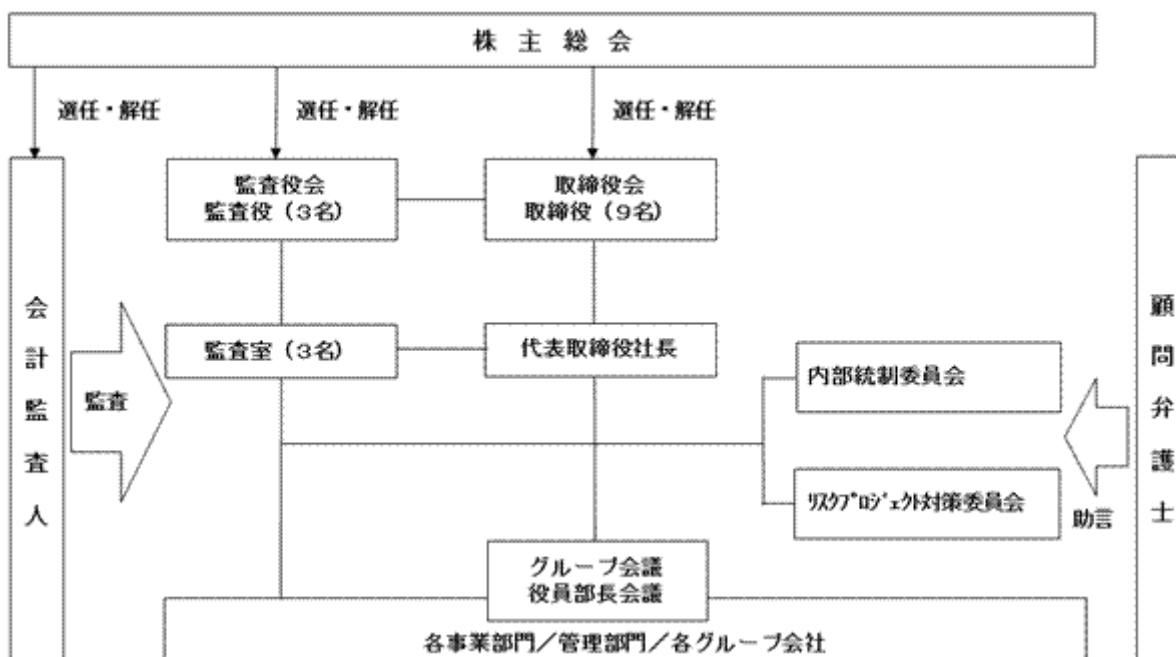 株主総会
選任・解任
選任・解任
選任・解任
監査役会
監査役（3名）
取締役会
取締役（9名）
会計監査人
顧問弁護士
監査室（3名）
代表取締役社長
内部統制委員会
監査
ﾘｽｸﾌﾟﾛｼﾞｪｸﾄ対策委員会
助言
グループ会議
役員部長会議
各事業部門／管理部門／各グループ会社